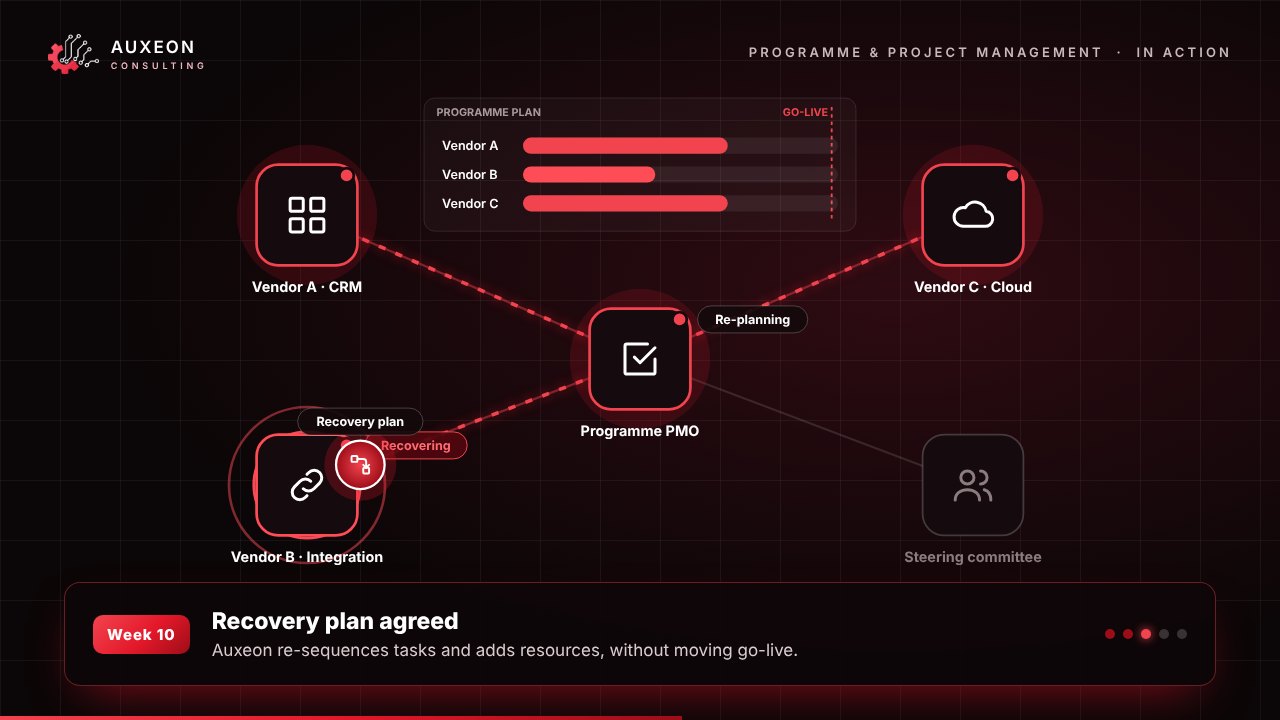 AUXEON
CONSULTING
PROGRAMME & PROJECT MANAGEMENT · IN ACTION
PROGRAMME PLAN
GO-LIVE
Vendor A
Vendor B
Vendor C
Vendor A · CRM
Vendor C · Cloud
Re-planning
Programme PMO
Recovery plan
Recovering
Vendor B · Integration
Steering committee
Week 10
Recovery plan agreed
Auxeon re-sequences tasks and adds resources, without moving go-live.